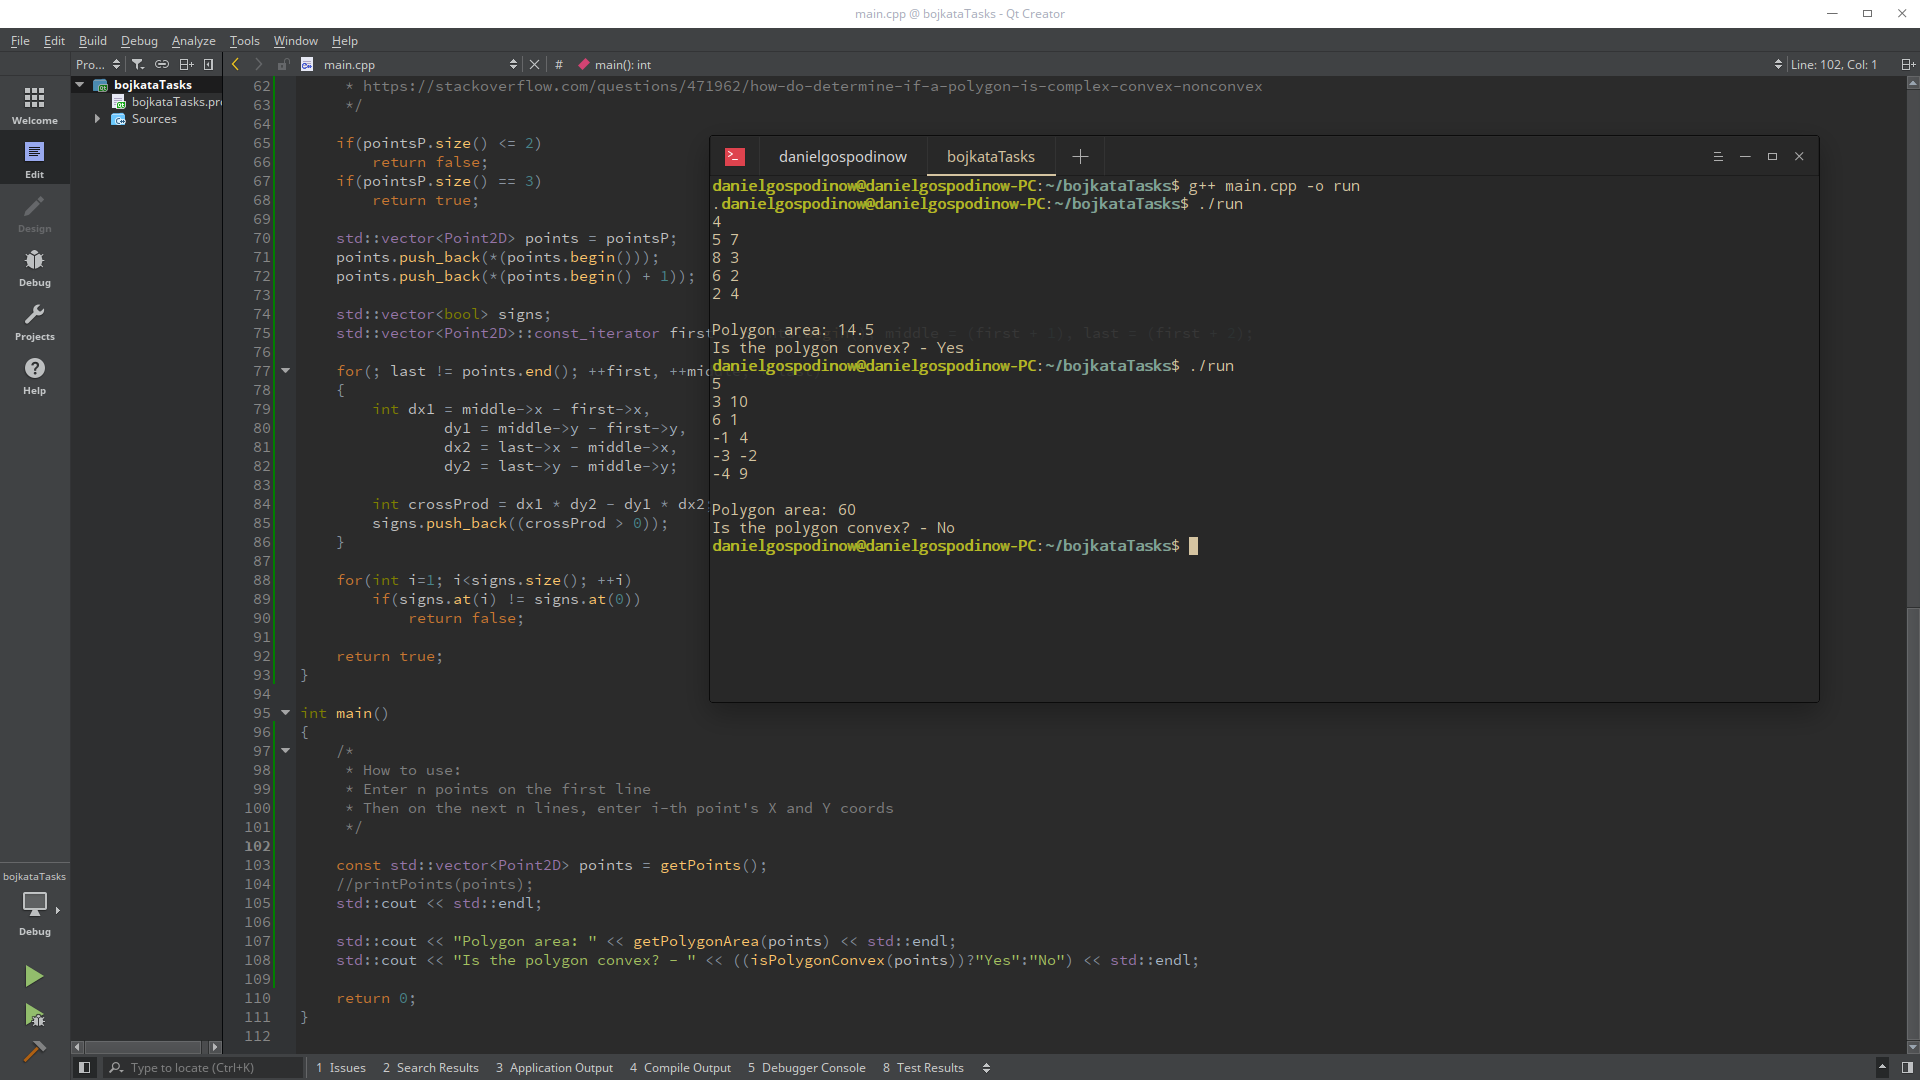 main.cpp @ bojkataTasks - Qt Creator
File Edit Build Debug Analyze Tools Window Help
Pro...
main.cpp
#
main(): int
Line: 102, Col: 1
Welcome
Edit
Design
Debug
Projects
Help
bojkataTasks
Debug
bojkataTasks
bojkataTasks.pro
Sources
62 * https://stackoverflow.com/questions/471962/how-do-determine-if-a-polygon-is-complex-convex-nonconvex
63 */
64
65 if(pointsP.size() <= 2)
66 return false;
67 if(pointsP.size() == 3)
68 return true;
69
70 std::vector<Point2D> points = pointsP;
71 points.push_back(*(points.begin()));
72 points.push_back(*(points.begin() + 1));
73
74 std::vector<bool> signs;
75 std::vector<Point2D>::const_iterator first middle = (first + 1), last = (first + 2);
76
77 for(; last != points.end(); ++first, ++mid
78 {
79 int dx1 = middle->x - first->x,
80 dy1 = middle->y - first->y,
81 dx2 = last->x - middle->x,
82 dy2 = last->y - middle->y;
83
84 int crossProd = dx1 * dy2 - dy1 * dx2;
85 signs.push_back((crossProd > 0));
86 }
87
88 for(int i=1; i<signs.size(); ++i)
89 if(signs.at(i) != signs.at(0))
90 return false;
91
92 return true;
93 }
94
95 int main()
96 {
97 /*
98 * How to use:
99 * Enter n points on the first line
100 * Then on the next n lines, enter i-th point's X and Y coords
101 */
102
103 const std::vector<Point2D> points = getPoints();
104 //printPoints(points);
105 std::cout << std::endl;
106
107 std::cout << "Polygon area: " << getPolygonArea(points) << std::endl;
108 std::cout << "Is the polygon convex? - " << ((isPolygonConvex(points))?"Yes":"No") << std::endl;
109
110 return 0;
111 }
112
danielgospodinow bojkataTasks
danielgospodinow@danielgospodinow-PC:~/bojkataTasks$ g++ main.cpp -o run
.danielgospodinow@danielgospodinow-PC:~/bojkataTasks$ ./run
4
5 7
8 3
6 2
2 4
Polygon area: 14.5
Is the polygon convex? - Yes
danielgospodinow@danielgospodinow-PC:~/bojkataTasks$ ./run
5
3 10
6 1
-1 4
-3 -2
-4 9
Polygon area: 60
Is the polygon convex? - No
danielgospodinow@danielgospodinow-PC:~/bojkataTasks$
Type to locate (Ctrl+K)
1 Issues 2 Search Results 3 Application Output 4 Compile Output 5 Debugger Console 8 Test Results